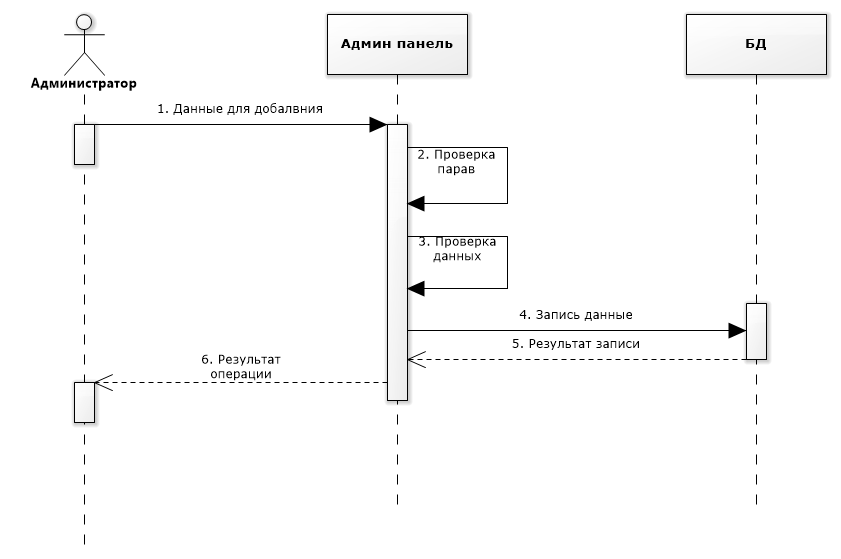 Админ панель
БД
Администратор
1. Данные для добалвния
2. Проверка
парав
3. Проверка
данных
4. Запись данные
5. Результат записи
6. Результат
операции